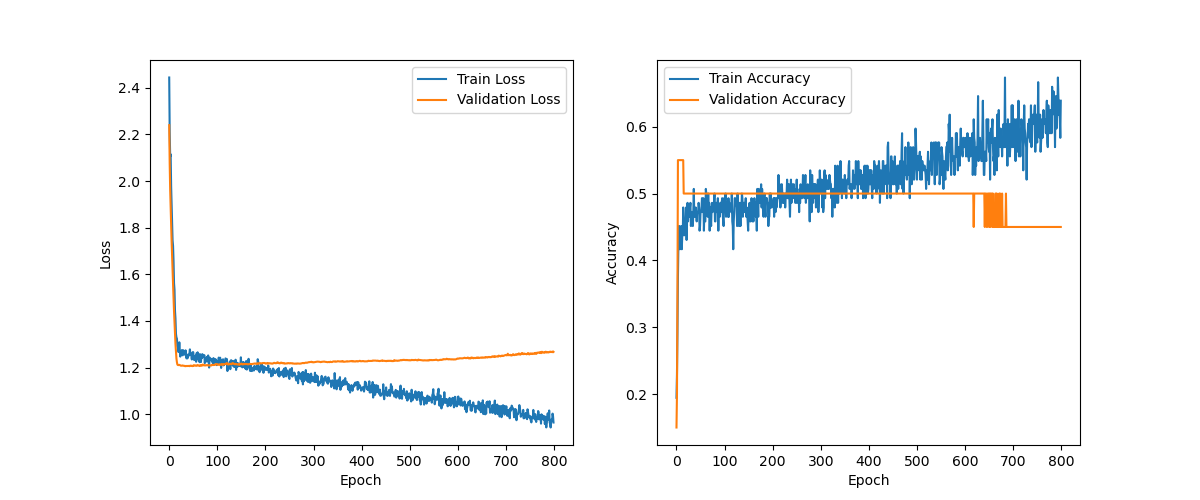 Train Loss
Validation Loss
2.4
2.2
2.0
1.8
1.6
1.4
1.2
1.0
Loss
0 100 200 300 400 500 600 700 800
Epoch
Train Accuracy
Validation Accuracy
0.6
0.5
0.4
0.3
0.2
Accuracy
0 100 200 300 400 500 600 700 800
Epoch